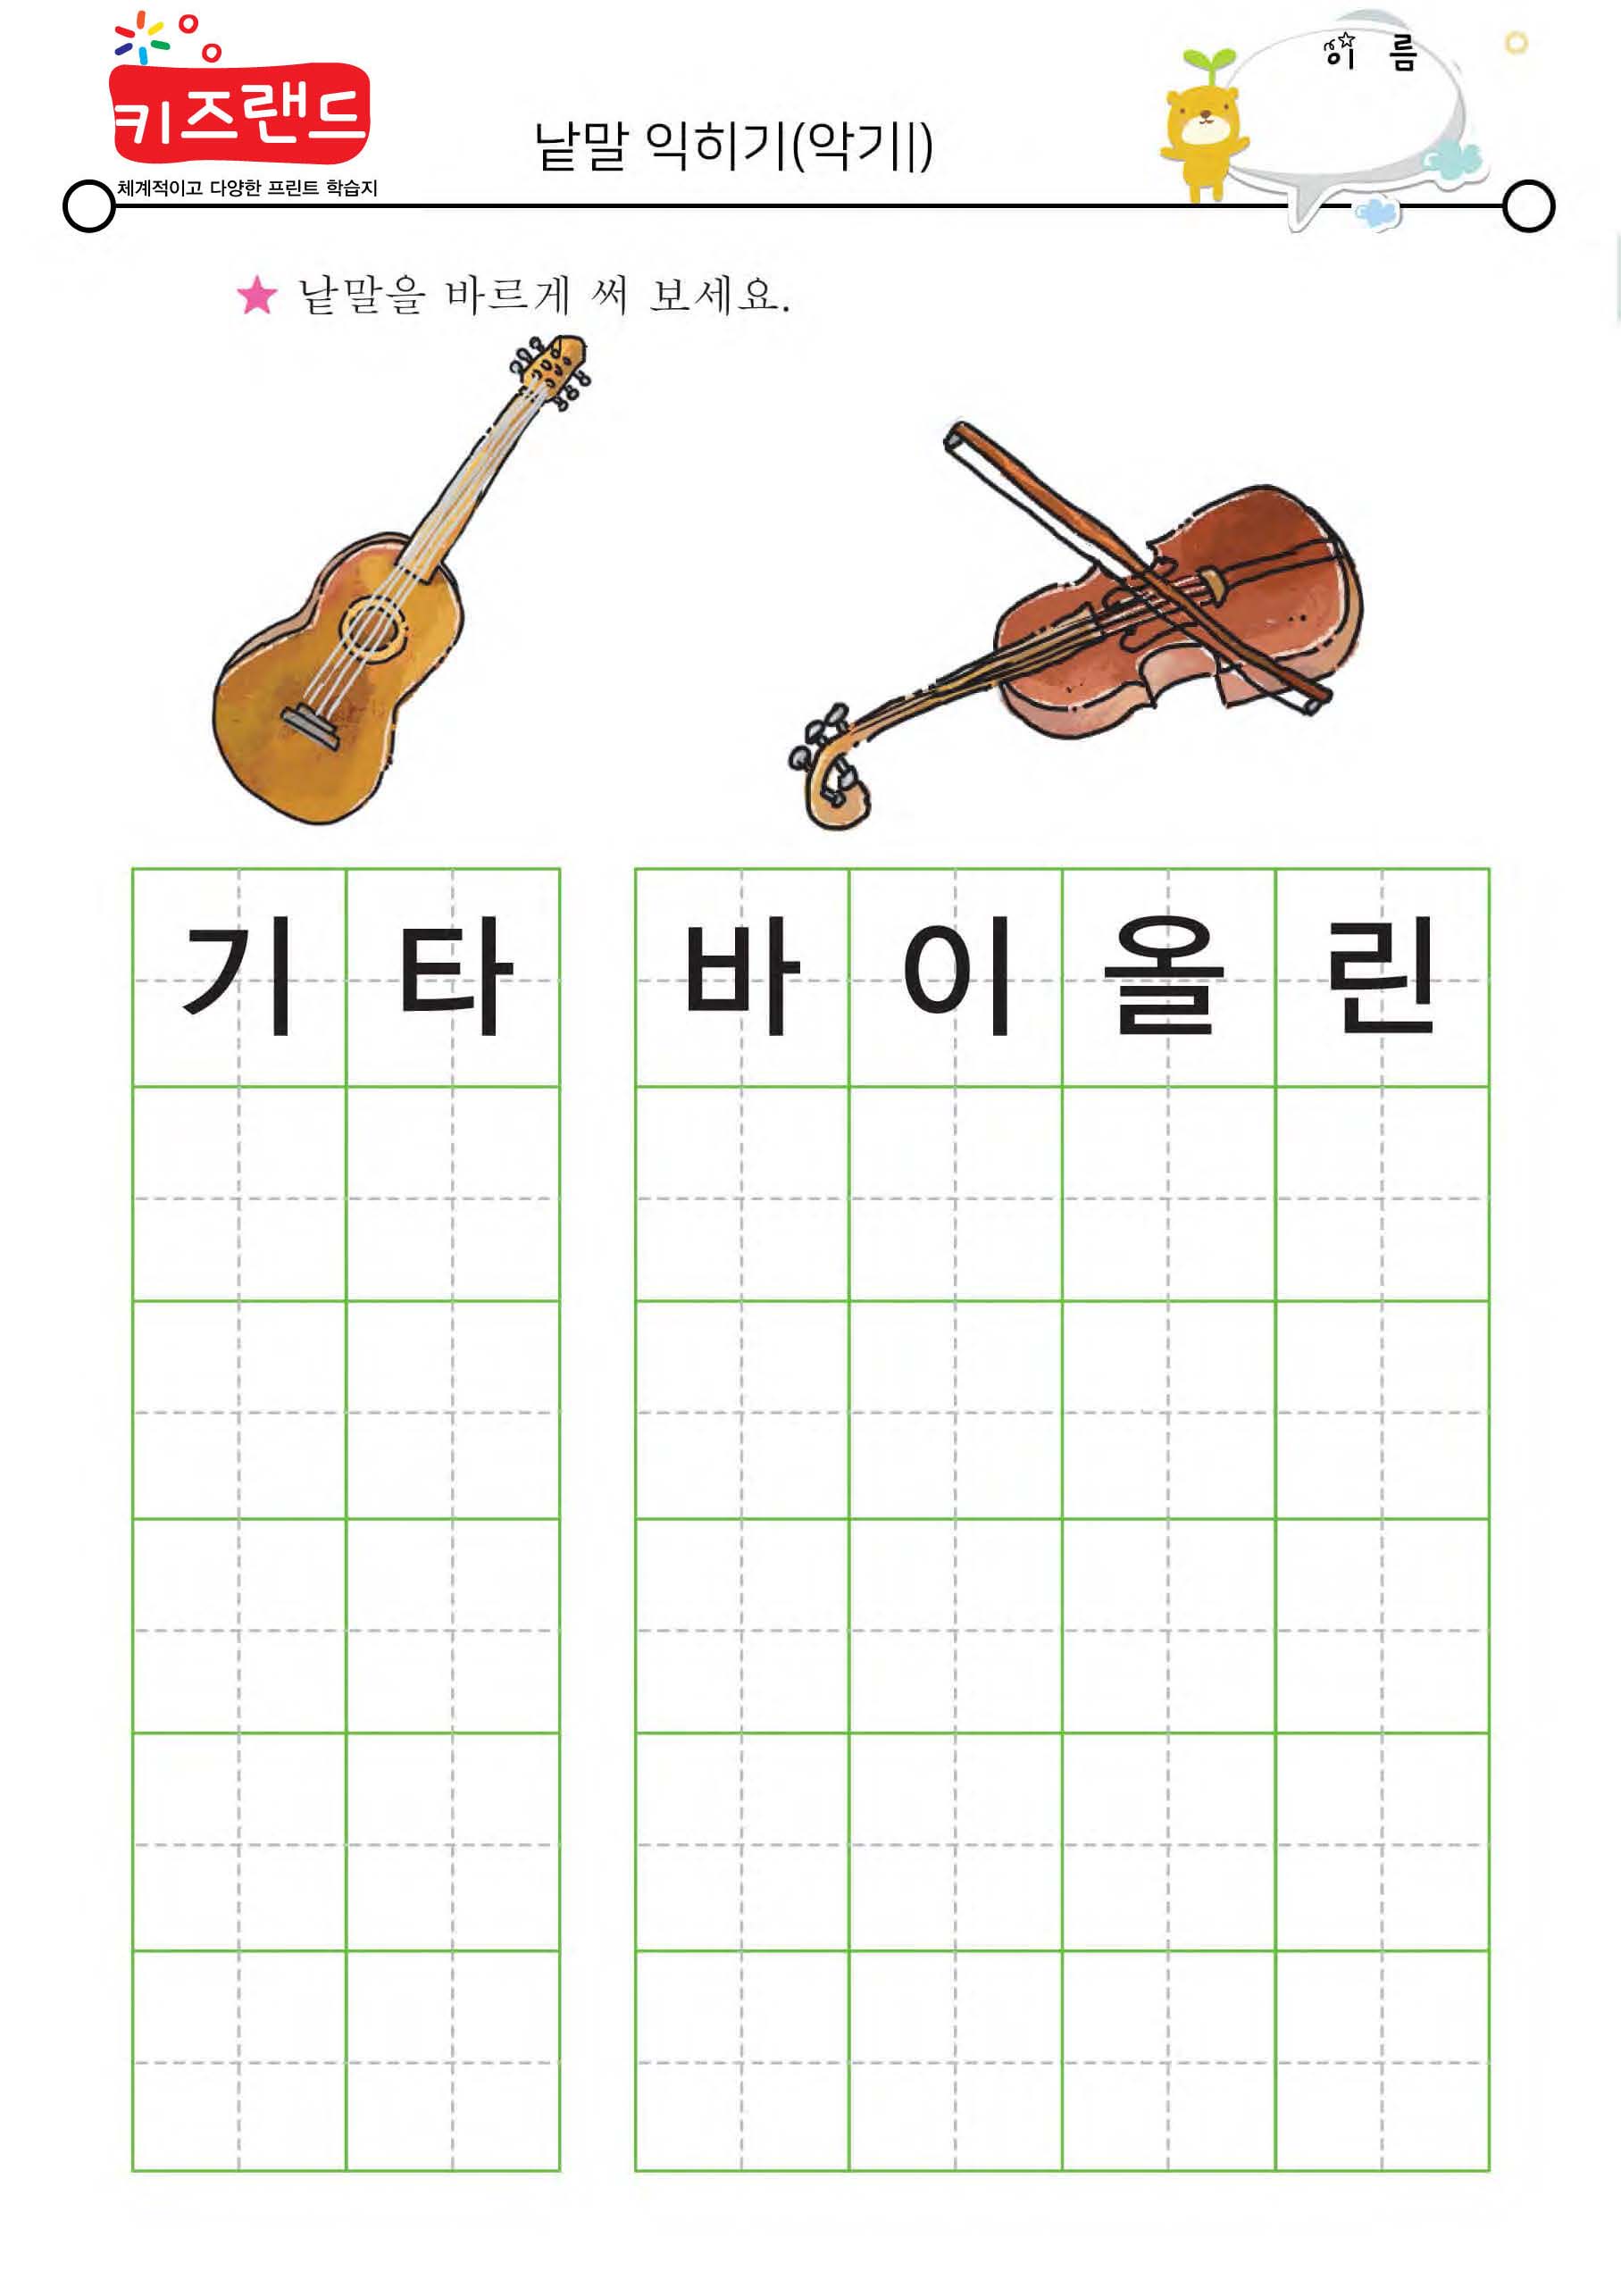 이 름
키즈랜드
낱말 익히기(악기|)
체계적이고 다양한 프린트 학습지
★ 낱말을 바르게 써 보세요.
기 타 바 이 올 린